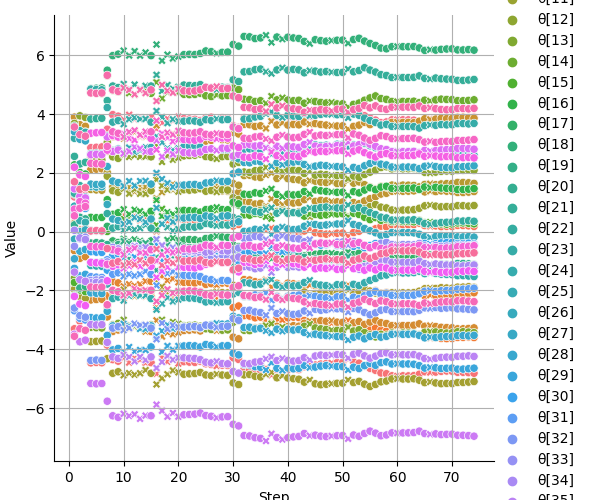 θ[11]
θ[12]
θ[13]
θ[14]
θ[15]
θ[16]
θ[17]
θ[18]
θ[19]
θ[20]
θ[21]
θ[22]
θ[23]
θ[24]
θ[25]
θ[26]
θ[27]
θ[28]
θ[29]
θ[30]
θ[31]
θ[32]
θ[33]
θ[34]
θ[35]
6
4
2
0
−2
−4
−6
Value
0 10 20 30 40 50 60 70
Step